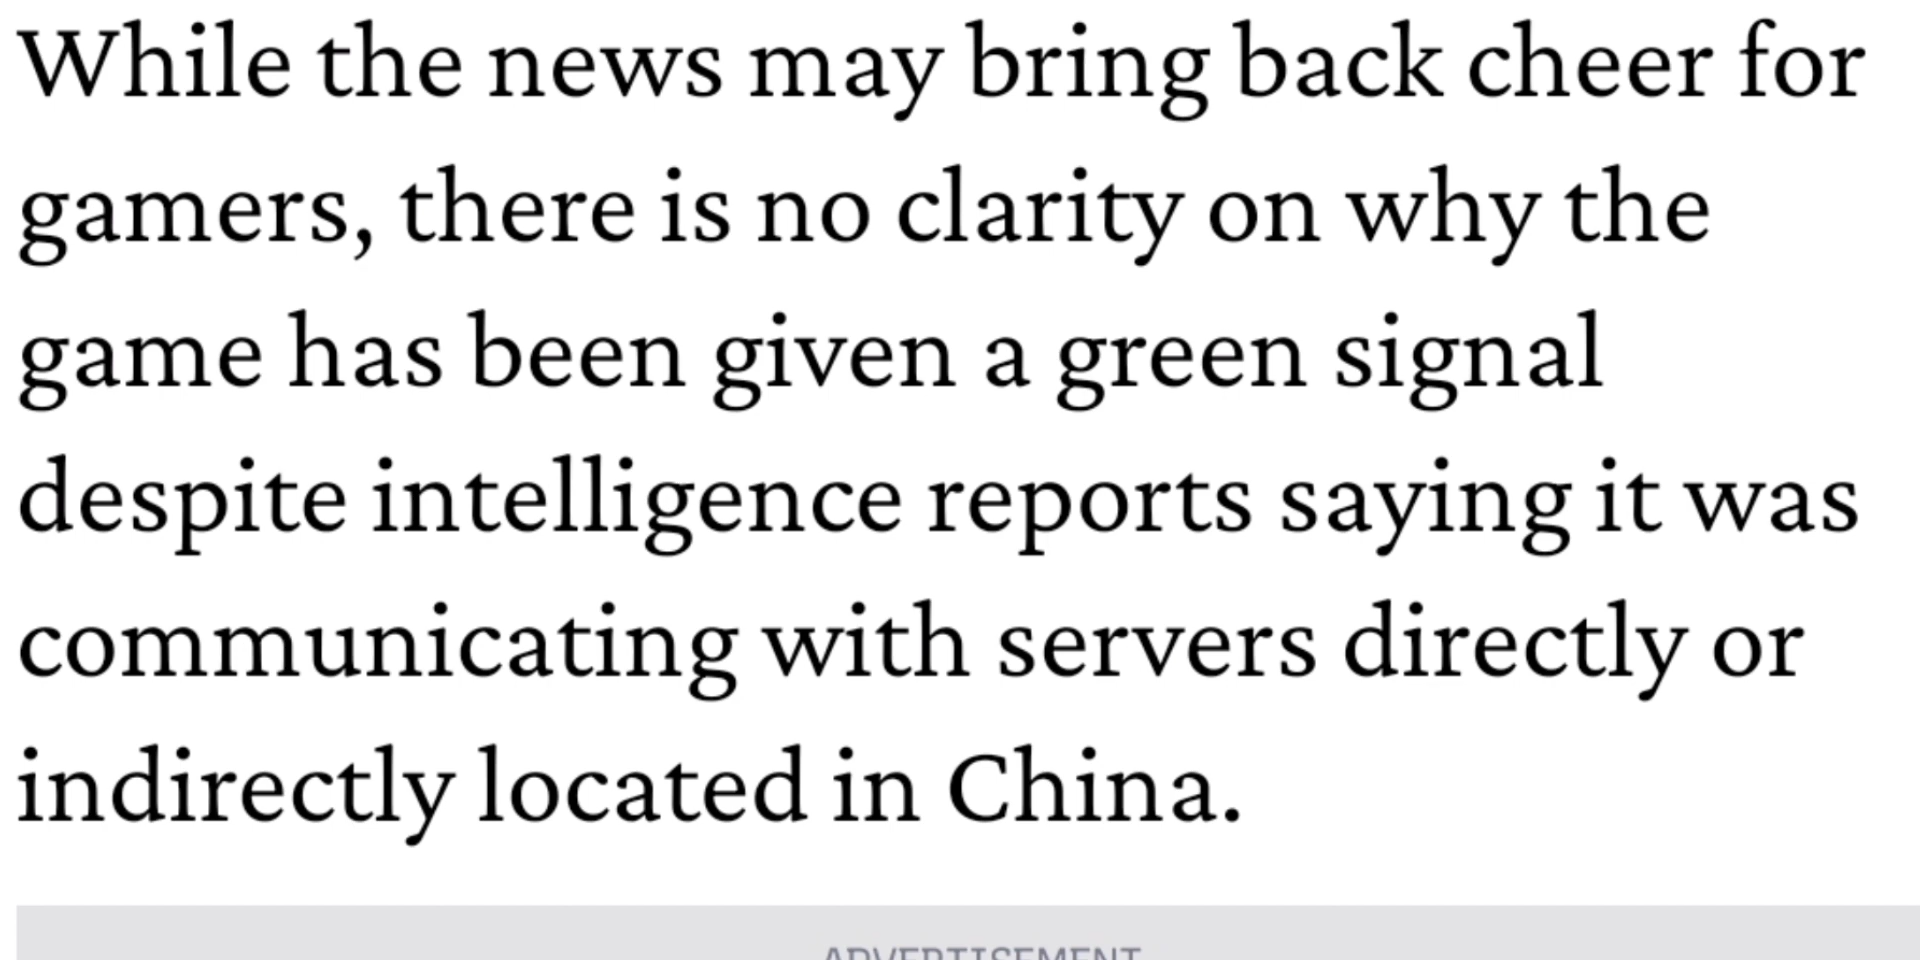 While the news may bring back cheer for
gamers, there is no clarity on why the
game has been given a green signal
despite intelligence reports saying it was
communicating with servers directly or
indirectly located in China.
ADVERTISEMENT